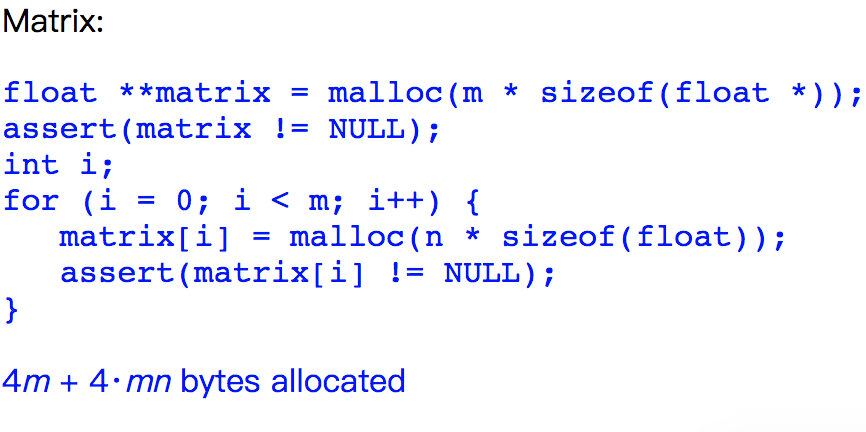 Matrix:
float **matrix = malloc(m * sizeof(float *));
assert(matrix != NULL);
int i;
for (i = 0; i < m; i++) {
   matrix[i] = malloc(n * sizeof(float));
   assert(matrix[i] != NULL);
}
4m + 4·mn bytes allocated